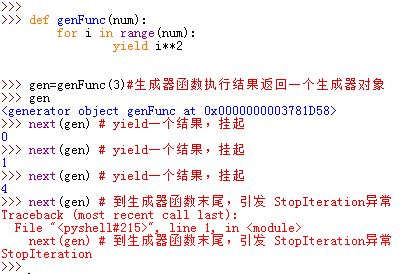 >>>
>>> def genFunc(num):
        for i in range(num):
                yield i**2

>>> gen=genFunc(3)#生成器函数执行结果返回一个生成器对象
>>> gen
<generator object genFunc at 0x0000000003781D58>
>>> next(gen) # yield一个结果，挂起
0
>>> next(gen) # yield一个结果，挂起
1
>>> next(gen) # yield一个结果，挂起
4
>>> next(gen) # 到生成器函数末尾，引发 StopIteration异常
Traceback (most recent call last):
  File "<pyshell#215>", line 1, in <module>
    next(gen) # 到生成器函数末尾，引发 StopIteration异常
StopIteration
>>>